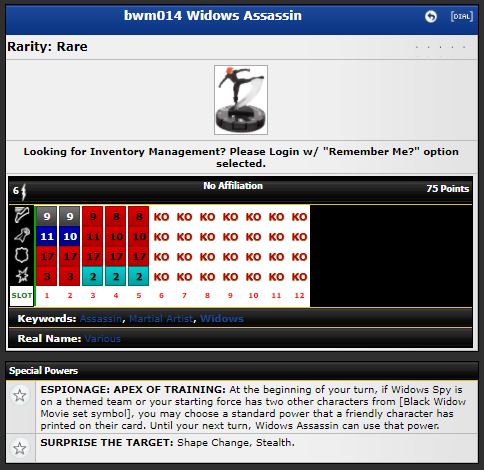 bwm014 Widows Assassin
[DIAL]
Rarity: Rare
Looking for Inventory Management? Please Login w/ "Remember Me?" option
selected.
6 No Affiliation 75 Points
9 9 9 8 8 KO KO KO KO KO KO KO
11 10 11 10 10 KO KO KO KO KO KO KO
17 17 17 17 17 KO KO KO KO KO KO KO
3 3 2 2 2 KO KO KO KO KO KO KO
SLOT 1 2 3 4 5 6 7 8 9 10 11 12
Keywords: Assassin, Martial Artist, Widows
Real Name: Various
Special Powers
ESPIONAGE: APEX OF TRAINING: At the beginning of your turn, if Widows Spy is
on a themed team or your starting force has two other characters from [Black Widow
Movie set symbol], you may choose a standard power that a friendly character has
printed on their card. Until your next turn, Widows Assassin can use that power.
SURPRISE THE TARGET: Shape Change, Stealth.